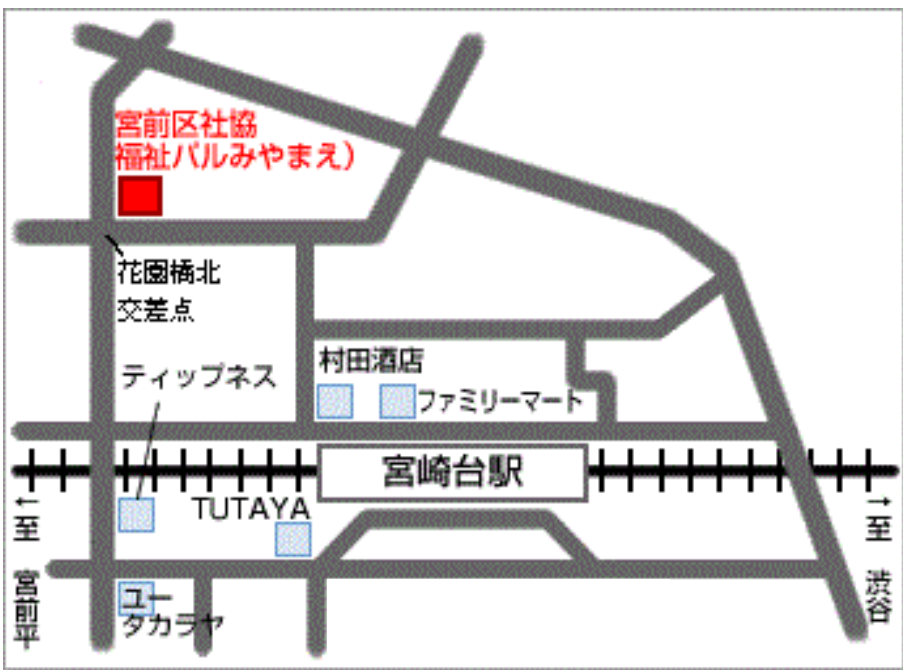 宮前区社協
福祉パルみやまえ）
花園橋北
交差点
村田酒店
ティップネス
ファミリーマート
宮崎台駅
TUTAYA
←至 宮前平
→至 渋谷
ユー
タカラヤ